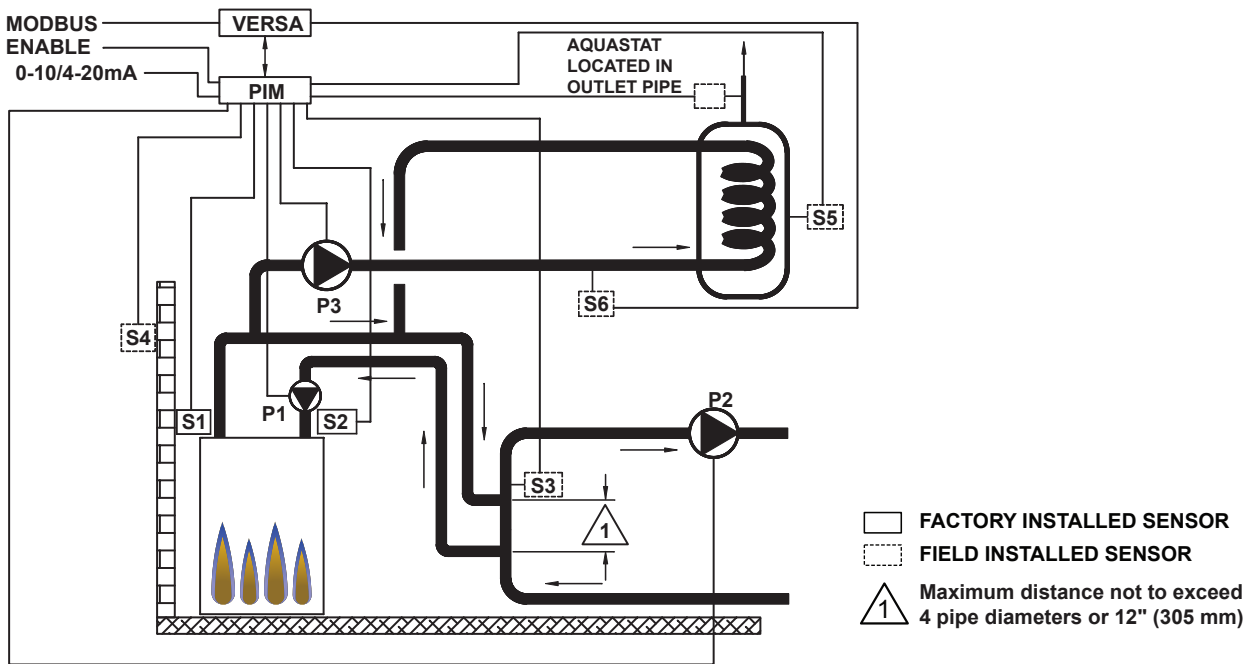 MODBUS
VERSA
ENABLE
0-10/4-20mA
PIM
AQUASTAT
LOCATED IN
OUTLET PIPE
S5
P3
S6
S4
S1
P1
S2
P2
S3
1
FACTORY INSTALLED SENSOR
FIELD INSTALLED SENSOR
1
Maximum distance not to exceed
4 pipe diameters or 12" (305 mm)